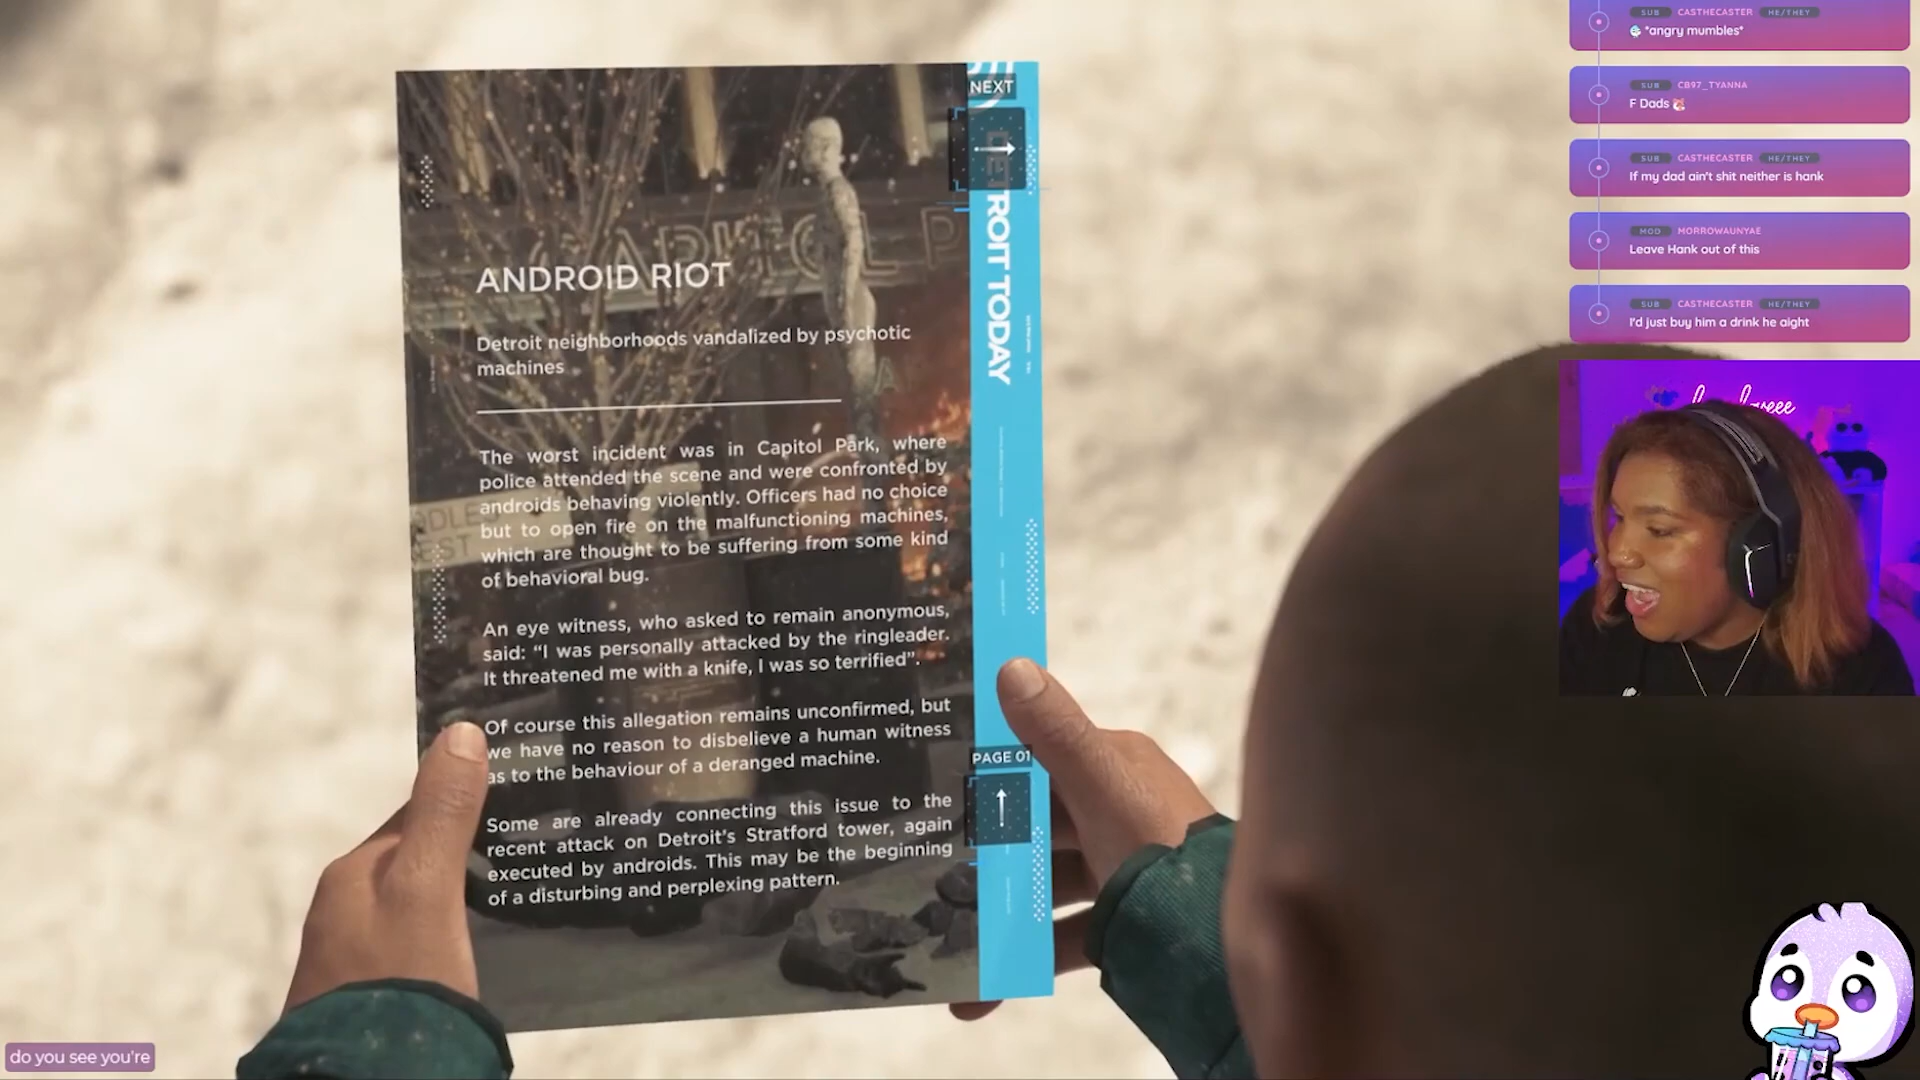 SUB CASTHECASTER HE/THEY
*angry mumbles*
SUB CB97_TYANNA
F Dads
SUB CASTHECASTER HE/THEY
If my dad ain't shit neither is hank
MOD MORROWAUNYAE
Leave Hank out of this
SUB CASTHECASTER HE/THEY
I'd just buy him a drink he aight
NEXT
DETROIT TODAY
CAPITOL P
ANDROID RIOT
Detroit neighborhoods vandalized by psychotic
machines
The worst incident was in Capitol Park, where
police attended the scene and were confronted by
androids behaving violently. Officers had no choice
but to open fire on the malfunctioning machines,
which are thought to be suffering from some kind
of behavioral bug.
An eye witness, who asked to remain anonymous,
said: “I was personally attacked by the ringleader.
It threatened me with a knife, I was so terrified”.
Of course this allegation remains unconfirmed, but
we have no reason to disbelieve a human witness
as to the behaviour of a deranged machine.
Some are already connecting this issue to the
recent attack on Detroit's Stratford tower, again
executed by androids. This may be the beginning
of a disturbing and perplexing pattern.
PAGE 01
do you see you're